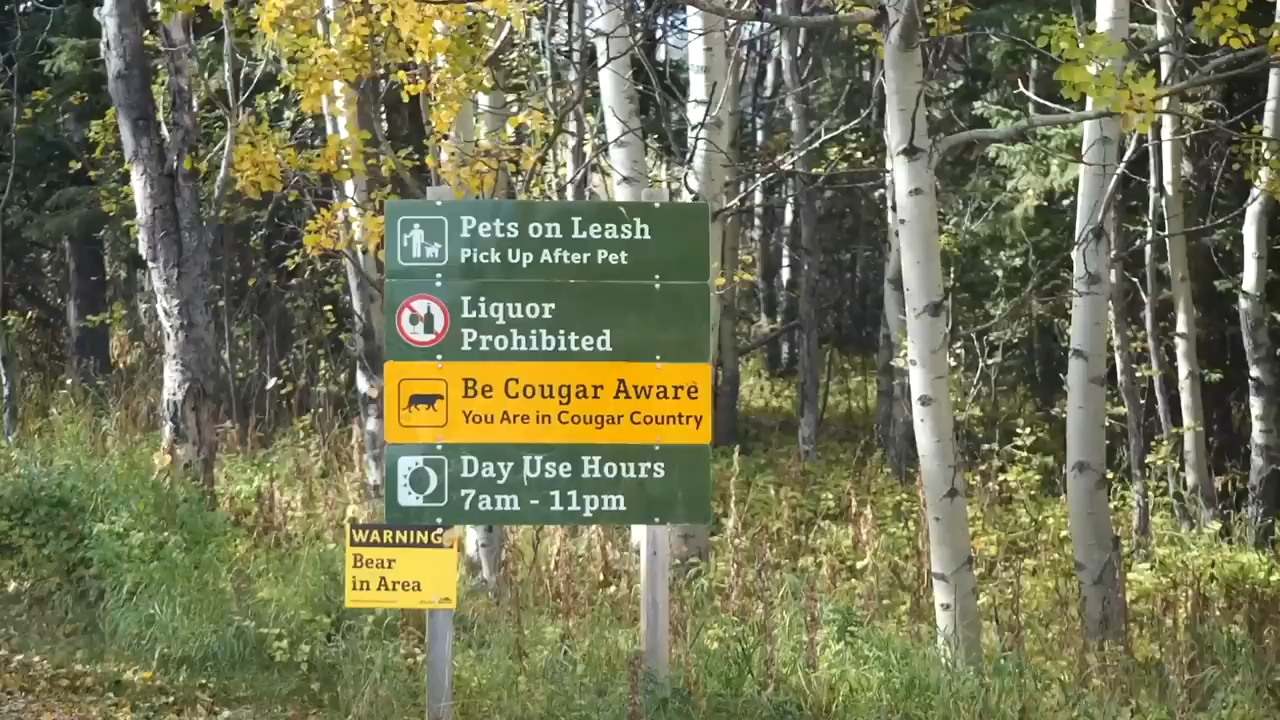 Pets on Leash
Pick Up After Pet
Liquor
Prohibited
Be Cougar Aware
You Are in Cougar Country
Day Use Hours
7am - 11pm
WARNING
Bear
in Area